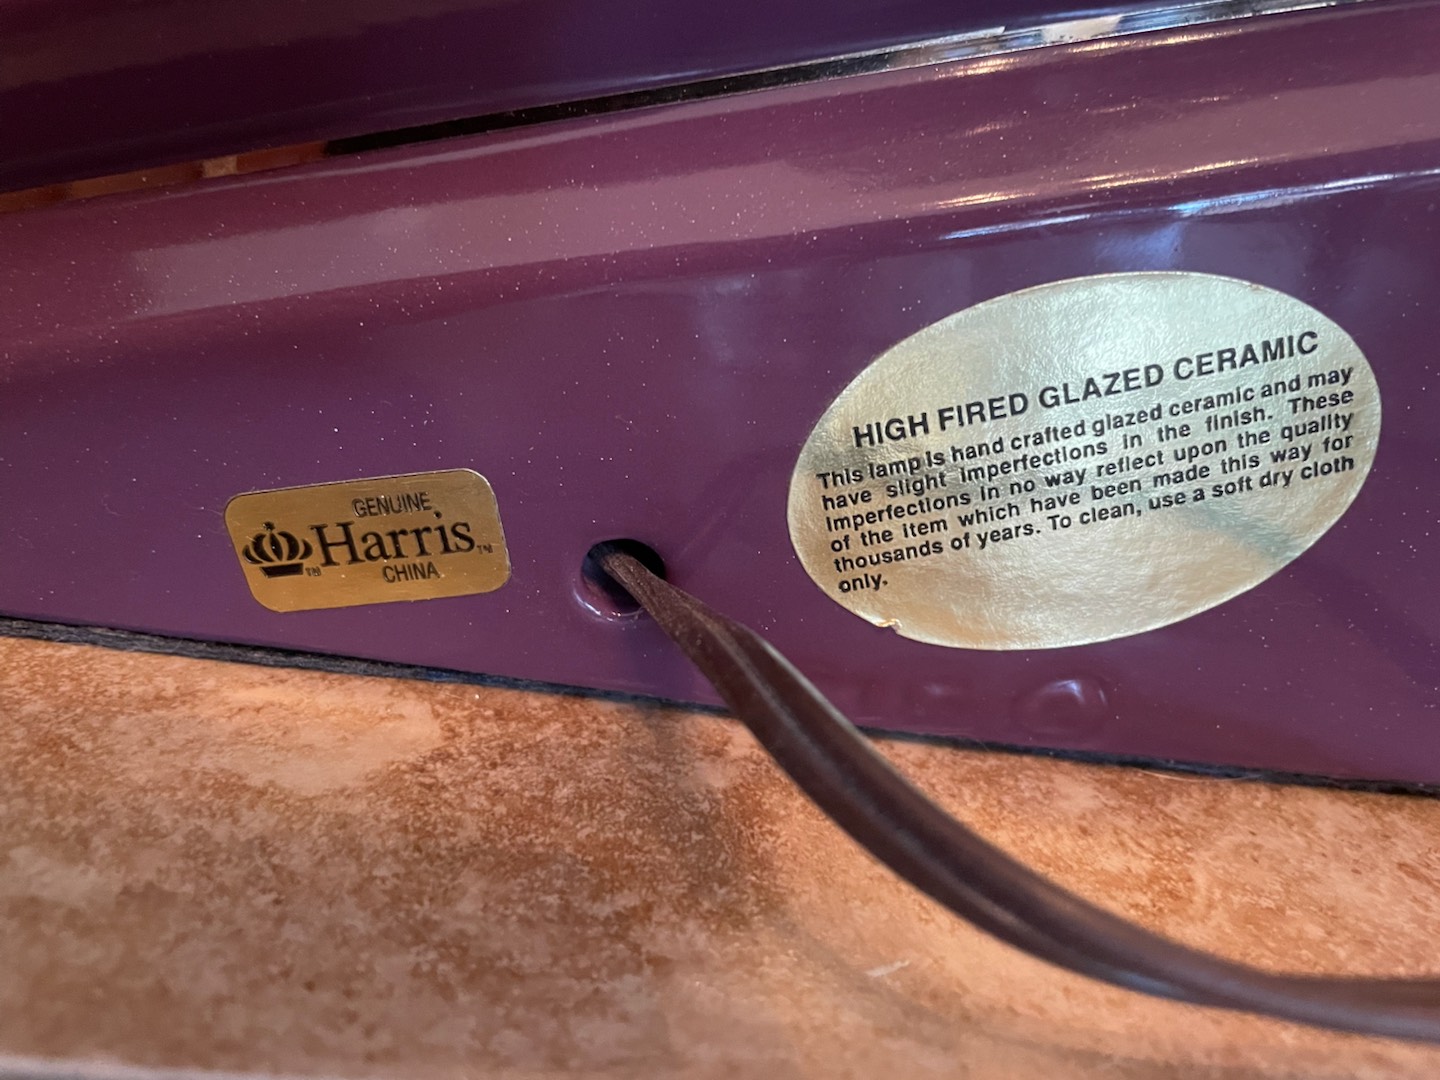 GENUINE
Harris™
™
CHINA
HIGH FIRED GLAZED CERAMIC
This lamp is hand crafted glazed ceramic and may
have slight imperfections in the finish. These
imperfections in no way reflect upon the quality
of the item which have been made this way for
thousands of years. To clean, use a soft dry cloth
only.